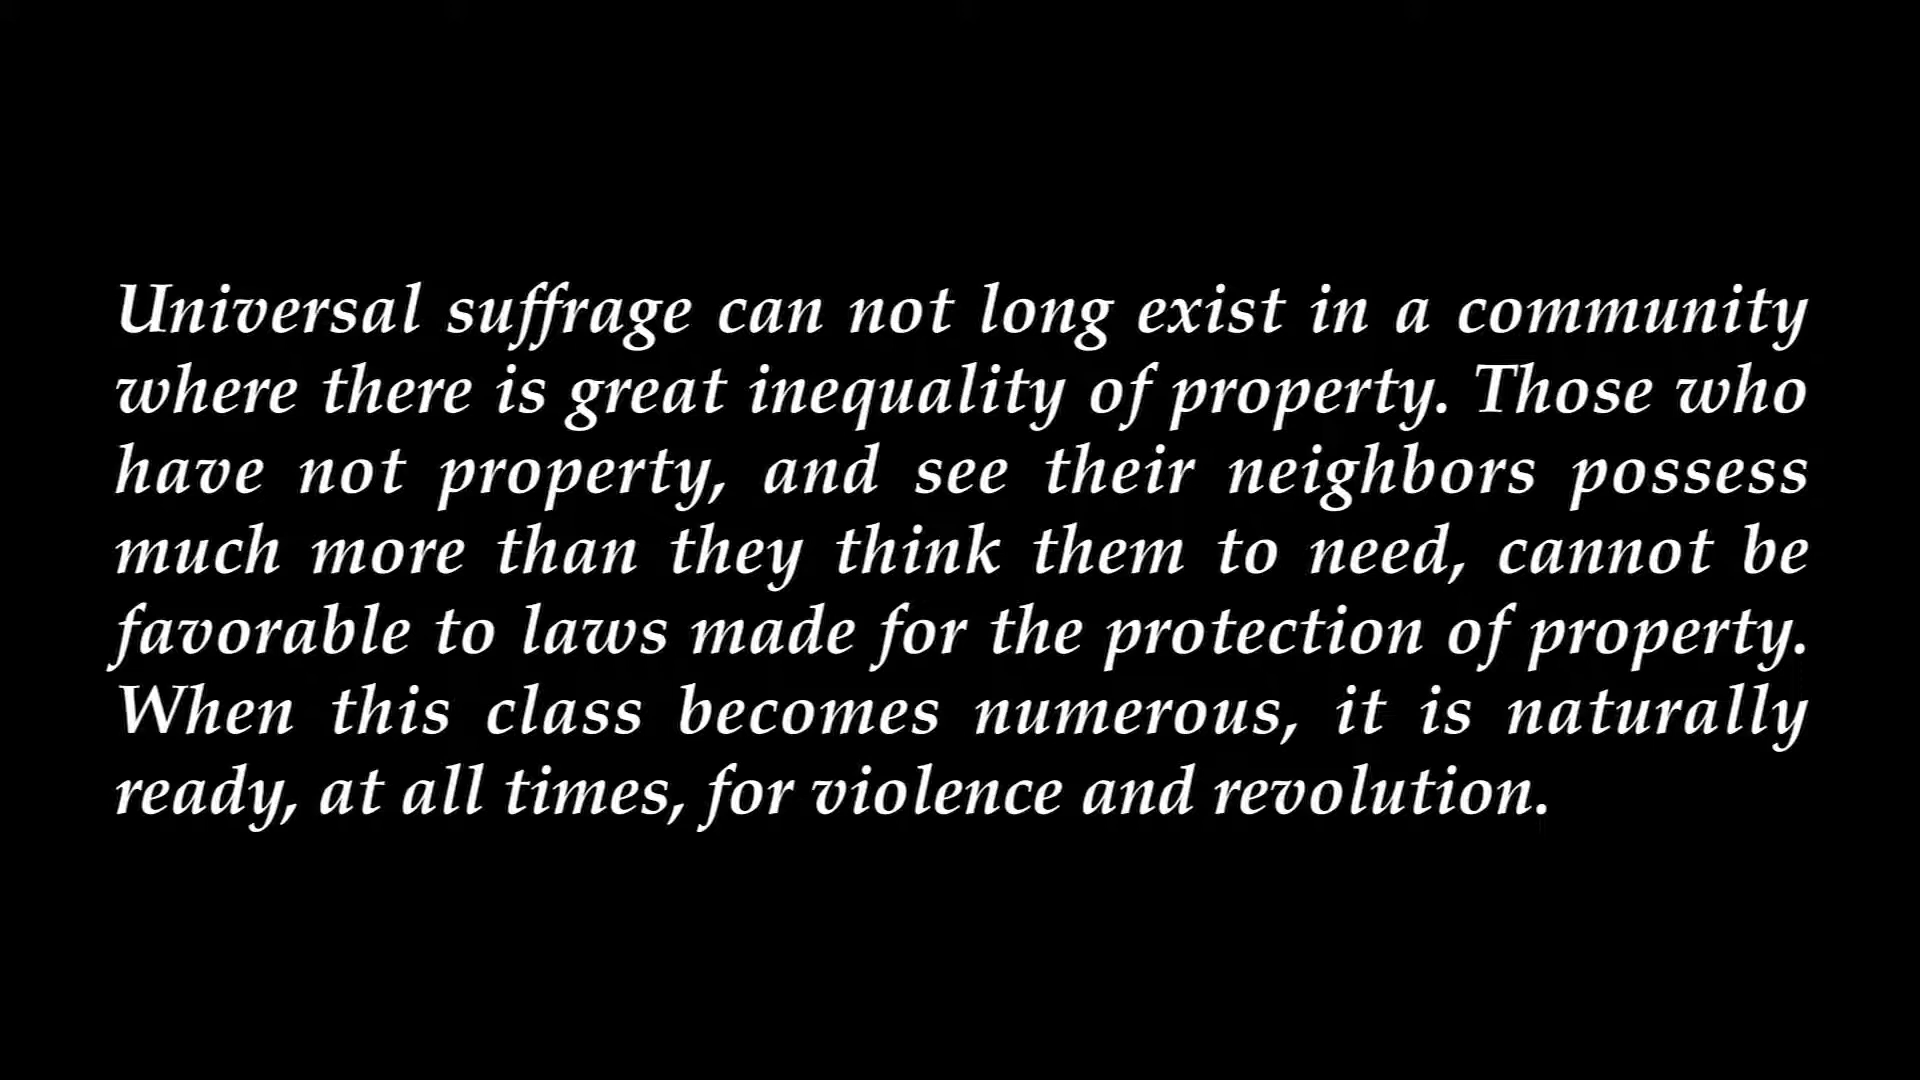 Universal suffrage can not long exist in a community
where there is great inequality of property. Those who
have not property, and see their neighbors possess
much more than they think them to need, cannot be
favorable to laws made for the protection of property.
When this class becomes numerous, it is naturally
ready, at all times, for violence and revolution.